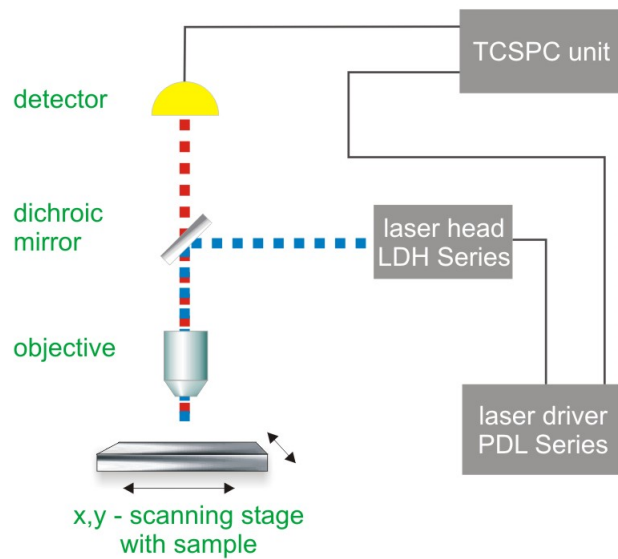 TCSPC unit
detector
dichroic
mirror
laser head
LDH Series
objective
laser driver
PDL Series
x,y - scanning stage
with sample